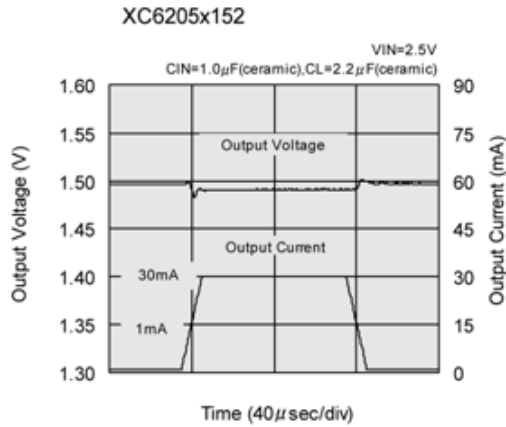 XC6205x152
VIN=2.5V
CIN=1.0μF(ceramic),CL=2.2μF(ceramic)
Output Voltage (V)
1.60
1.55
1.50
1.45
1.40
1.35
1.30
Output Voltage
Output Current
30mA
1mA
90
75
60
45
30
15
0
Output Current (mA)
Time (40μsec/div)